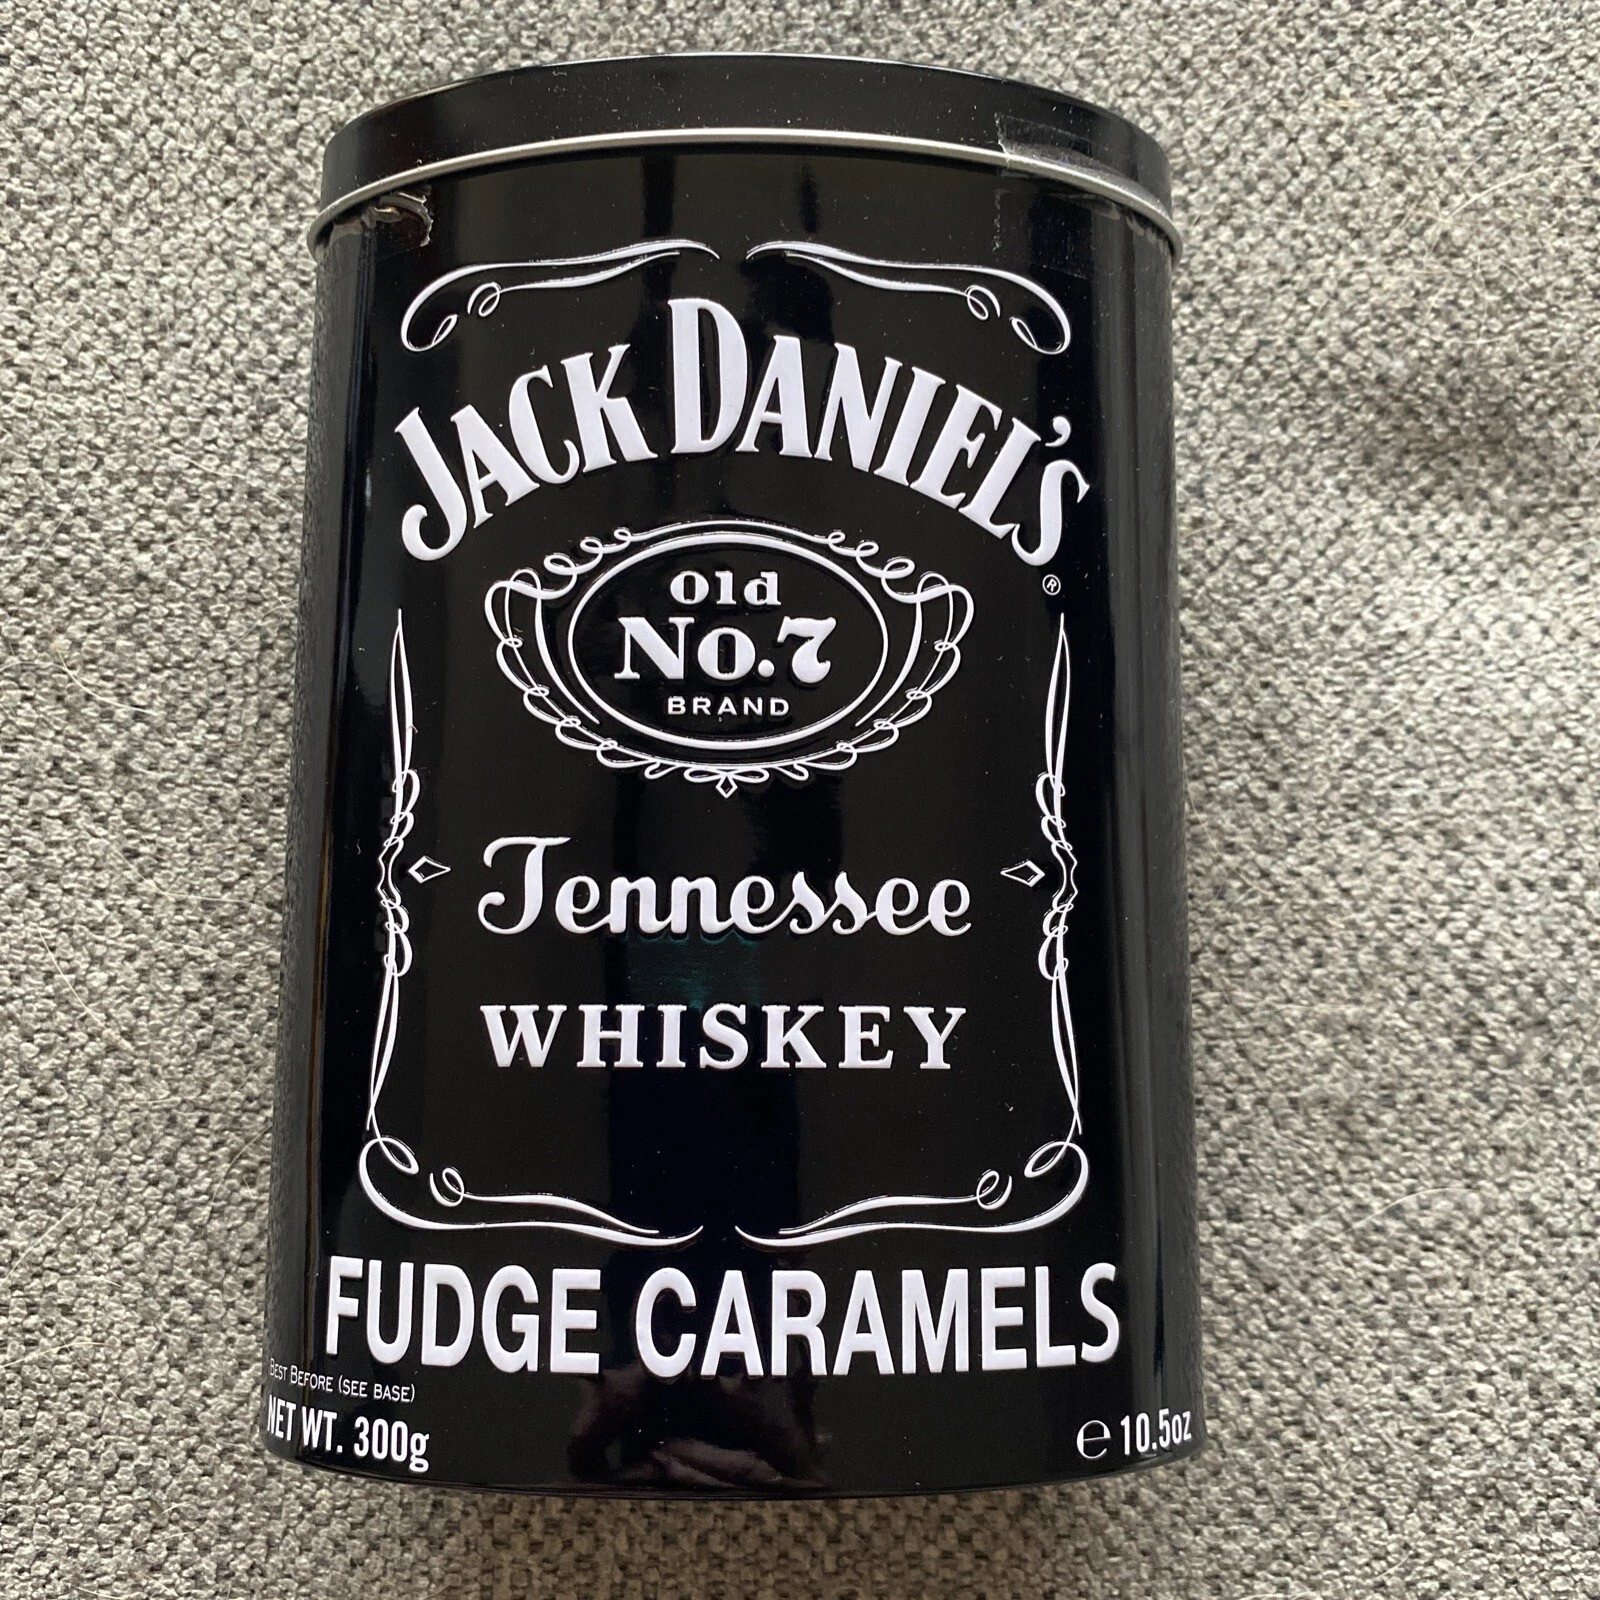 JACK DANIEL'S
®
Old
No.7
BRAND
Tennessee
WHISKEY
FUDGE CARAMELS
BEST BEFORE (SEE BASE)
NET WT. 300g
℮ 10.5oz